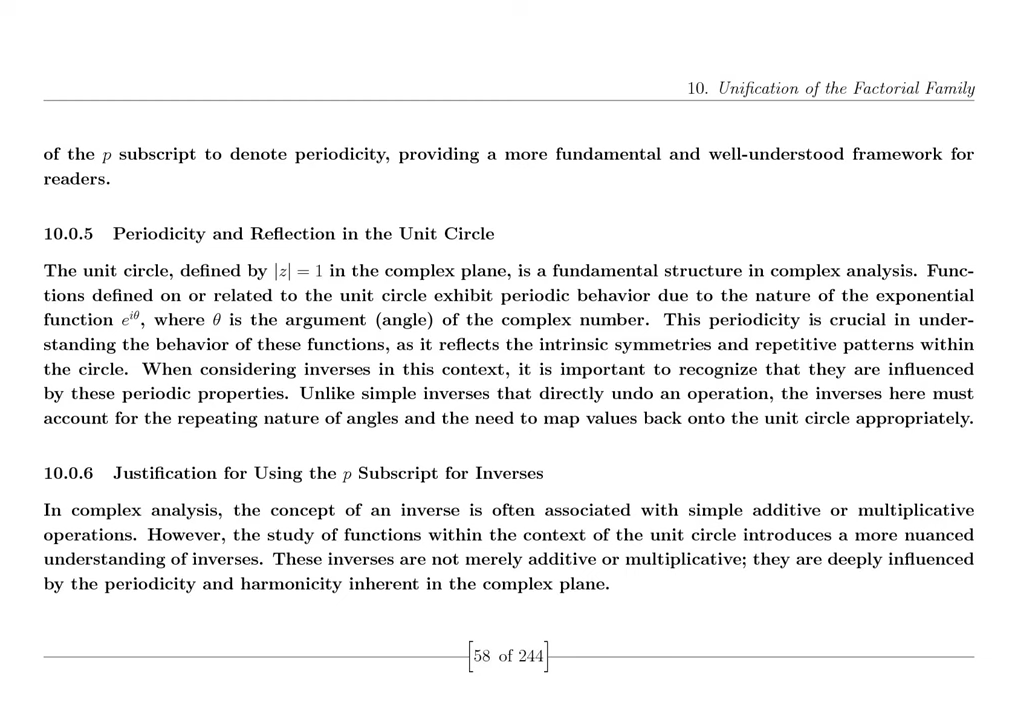 10. Unification of the Factorial Family
of the p subscript to denote periodicity, providing a more fundamental and well-understood framework for
readers.
10.0.5 Periodicity and Reflection in the Unit Circle
The unit circle, defined by |z| = 1 in the complex plane, is a fundamental structure in complex analysis. Func-
tions defined on or related to the unit circle exhibit periodic behavior due to the nature of the exponential
function e^{iθ}, where θ is the argument (angle) of the complex number. This periodicity is crucial in under-
standing the behavior of these functions, as it reflects the intrinsic symmetries and repetitive patterns within
the circle. When considering inverses in this context, it is important to recognize that they are influenced
by these periodic properties. Unlike simple inverses that directly undo an operation, the inverses here must
account for the repeating nature of angles and the need to map values back onto the unit circle appropriately.
10.0.6 Justification for Using the p Subscript for Inverses
In complex analysis, the concept of an inverse is often associated with simple additive or multiplicative
operations. However, the study of functions within the context of the unit circle introduces a more nuanced
understanding of inverses. These inverses are not merely additive or multiplicative; they are deeply influenced
by the periodicity and harmonicity inherent in the complex plane.
[58 of 244]